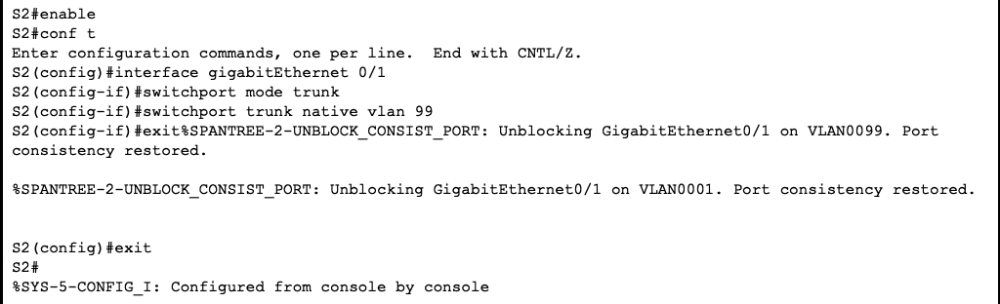 S2#enable
S2#conf t
Enter configuration commands, one per line.  End with CNTL/Z.
S2(config)#interface gigabitEthernet 0/1
S2(config-if)#switchport mode trunk
S2(config-if)#switchport trunk native vlan 99
S2(config-if)#exit%SPANTREE-2-UNBLOCK_CONSIST_PORT: Unblocking GigabitEthernet0/1 on VLAN0099. Port
consistency restored.
%SPANTREE-2-UNBLOCK_CONSIST_PORT: Unblocking GigabitEthernet0/1 on VLAN0001. Port consistency restored.
S2(config)#exit
S2#
%SYS-5-CONFIG_I: Configured from console by console